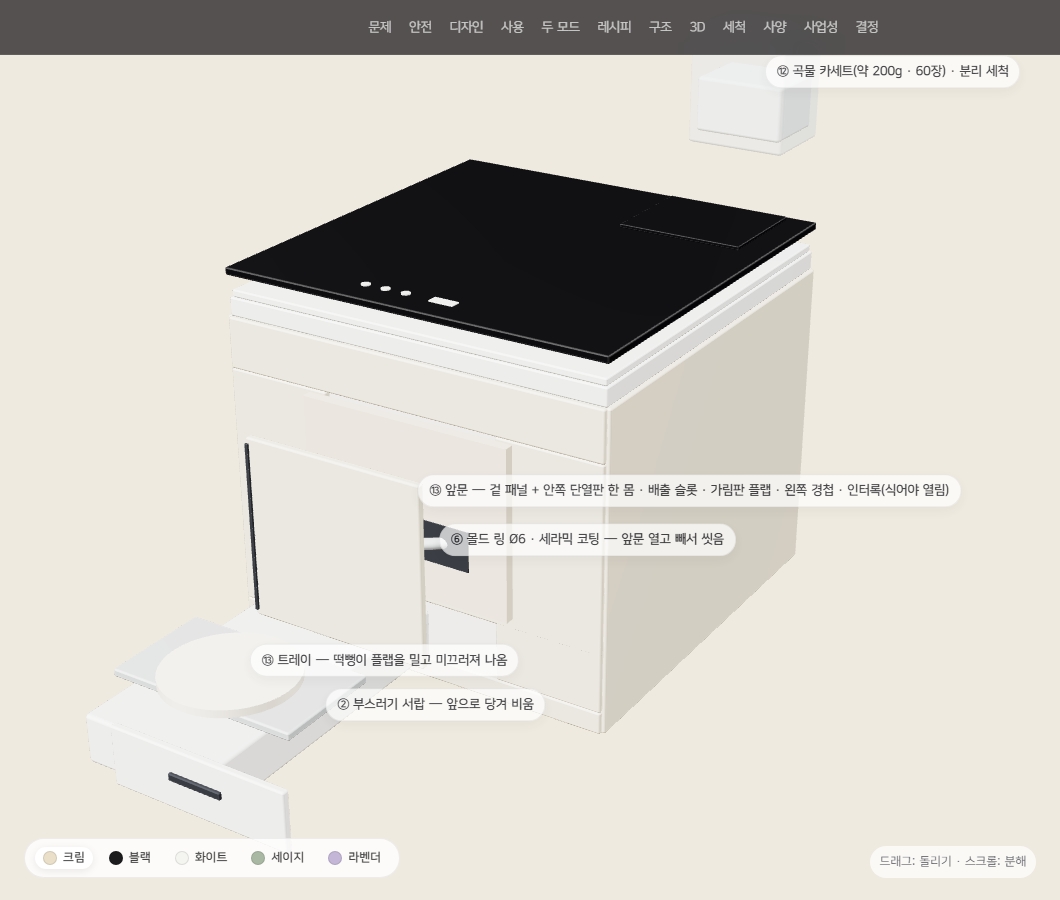 문제 안전 디자인 사용 두 모드 레시피 구조 3D 세척 사양 사업성 결정
⑫ 곡물 카세트(약 200g · 60장) · 분리 세척
⑬ 앞문 — 겉 패널 + 안쪽 단열판 한 몸 · 배출 슬롯 · 가림판 플랩 · 왼쪽 경첩 · 인터록(식어야 열림)
⑥ 몰드 링 Ø6 · 세라믹 코팅 — 앞문 열고 빼서 씻음
⑬ 트레이 — 떡뻥이 플랩을 밀고 미끄러져 나옴
② 부스러기 서랍 — 앞으로 당겨 비움
크림 블랙 화이트 세이지 라벤더
드래그: 돌리기 · 스크롤: 분해